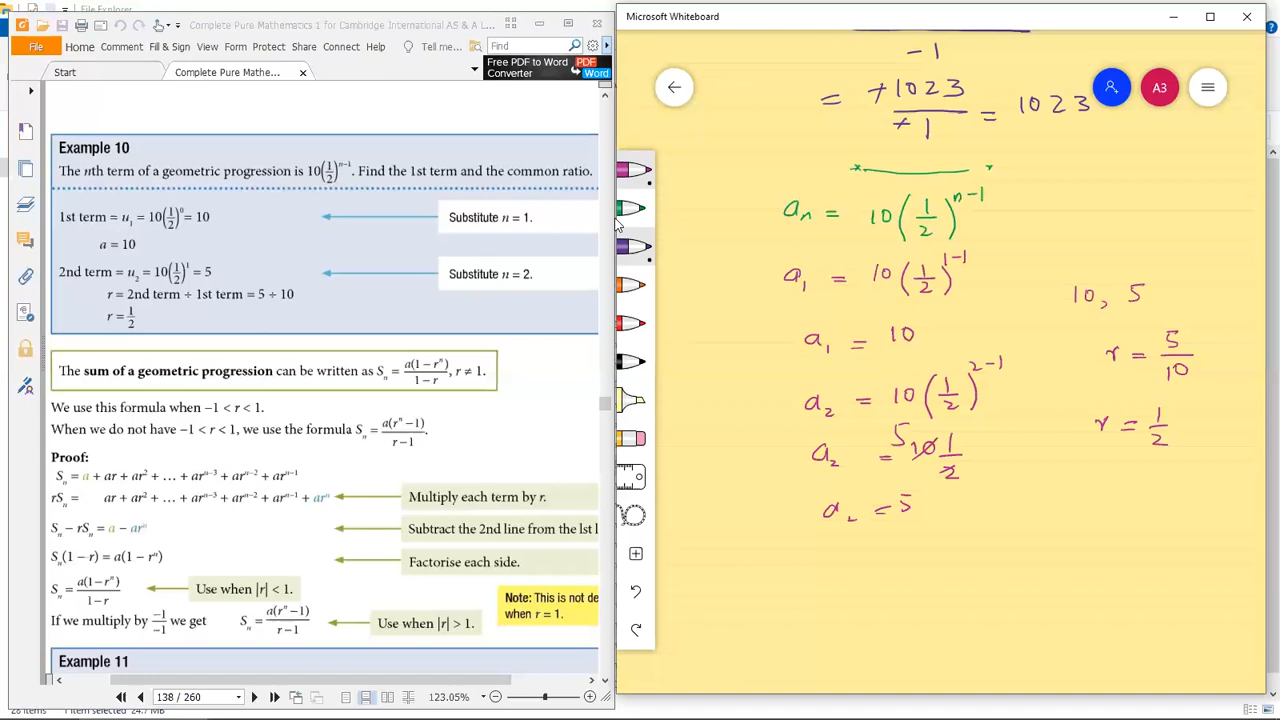 File Explorer
Complete Pure Mathematics 1 for Cambridge International AS & A
File Home Comment Fill & Sign View Form Protect Share Connect Help Tell me... Find
Start Complete Pure Mathe...
Free PDF to Word Converter PDF Word
Example 10
The nth term of a geometric progression is 10(1/2)^(n−1). Find the 1st term and the common ratio.
1st term = u₁ = 10(1/2)⁰ = 10
Substitute n = 1.
a = 10
2nd term = u₂ = 10(1/2)¹ = 5
Substitute n = 2.
r = 2nd term ÷ 1st term = 5 ÷ 10
r = 1/2
The sum of a geometric progression can be written as Sₙ = a(1−rⁿ)/(1−r), r ≠ 1.
We use this formula when −1 < r < 1.
When we do not have −1 < r < 1, we use the formula Sₙ = a(rⁿ−1)/(r−1)
Proof:
Sₙ = a + ar + ar² + … + arⁿ⁻³ + arⁿ⁻² + arⁿ⁻¹
rSₙ = ar + ar² + … + arⁿ⁻³ + arⁿ⁻² + arⁿ⁻¹ + arⁿ
Multiply each term by r.
Sₙ − rSₙ = a − arⁿ
Subtract the 2nd line from the 1st l
Sₙ(1 − r) = a(1 − rⁿ)
Factorise each side.
Sₙ = a(1−rⁿ)/(1−r)
Use when |r| < 1.
Note: This is not de
when r = 1.
If we multiply by −1/−1 we get Sₙ = a(rⁿ−1)/(r−1)
Use when |r| > 1.
Example 11
138 / 260 123.05%
Microsoft Whiteboard
A3
−1
= −1023/−1 = 1023
aₙ = 10(1/2)^(n−1)
a₁ = 10(1/2)^(1−1)
a₁ = 10
a₂ = 10(1/2)^(2−1)
a₂ = 5 10 1/2
a₂ = 5
10, 5
r = 5/10
r = 1/2